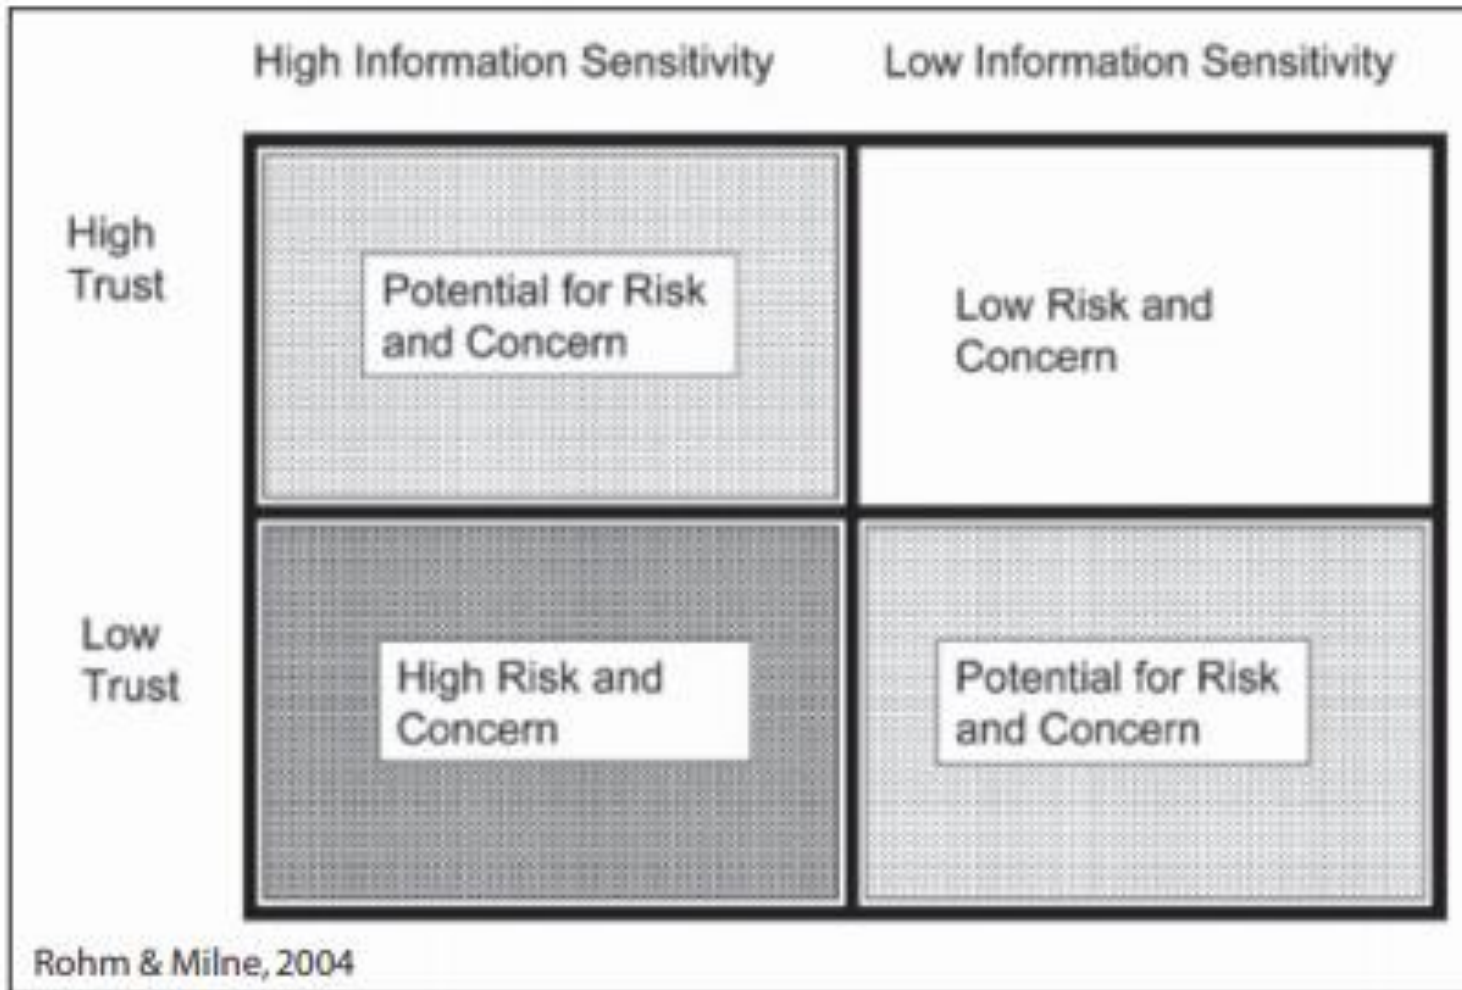 High Information Sensitivity
Low Information Sensitivity
High
Trust
Potential for Risk
and Concern
Low Risk and
Concern
Low
Trust
High Risk and
Concern
Potential for Risk
and Concern
Rohm & Milne, 2004